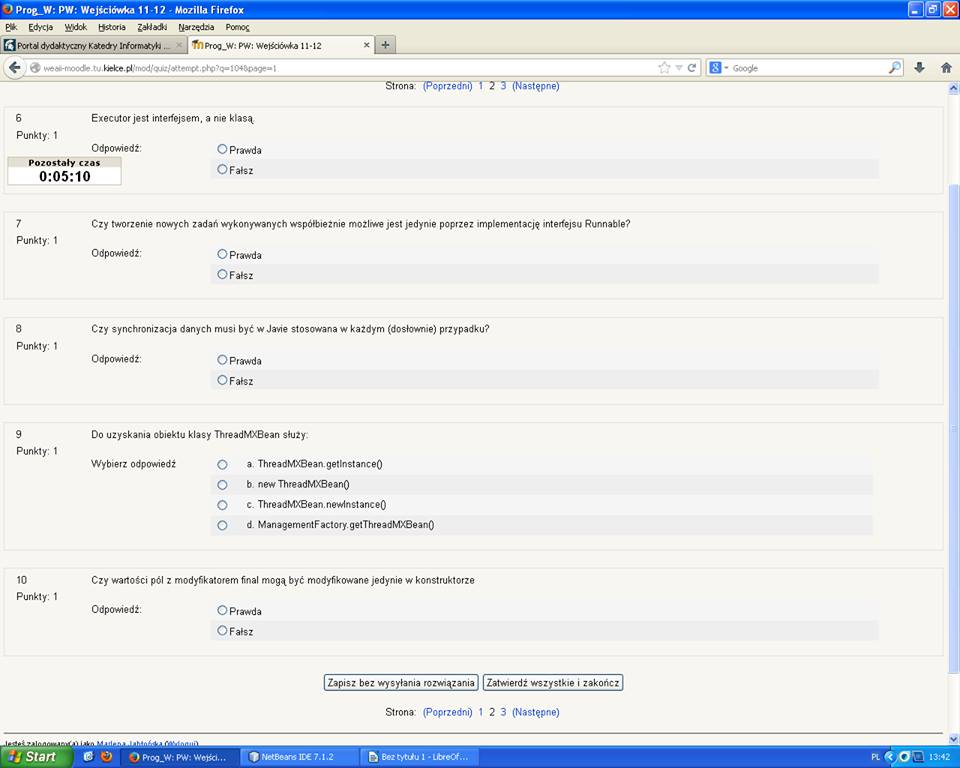 Prog_W: PW: Wejściówka 11-12 - Mozilla Firefox
Plik Edycja Widok Historia Zakładki Narzędzia Pomoc
Portal dydaktyczny Katedry Informatyki ... × Prog_W: PW: Wejściówka 11-12 × +
weaii-moodle.tu.kielce.pl/mod/quiz/attempt.php?q=104&page=1 Google
Strona: (Poprzedni) 1 2 3 (Następne)
6 Executor jest interfejsem, a nie klasą.
Punkty: 1
Odpowiedź: Prawda
Fałsz
Pozostały czas
0:05:10
7 Czy tworzenie nowych zadań wykonywanych współbieżnie możliwe jest jedynie poprzez implementację interfejsu Runnable?
Punkty: 1
Odpowiedź: Prawda
Fałsz
8 Czy synchronizacja danych musi być w Javie stosowana w każdym (dosłownie) przypadku?
Punkty: 1
Odpowiedź: Prawda
Fałsz
9 Do uzyskania obiektu klasy ThreadMXBean służy:
Punkty: 1
Wybierz odpowiedź a. ThreadMXBean.getInstance()
b. new ThreadMXBean()
c. ThreadMXBean.newInstance()
d. ManagementFactory.getThreadMXBean()
10 Czy wartości pól z modyfikatorem final mogą być modyfikowane jedynie w konstruktorze
Punkty: 1
Odpowiedź: Prawda
Fałsz
Zapisz bez wysyłania rozwiązania Zatwierdź wszystkie i zakończ
Strona: (Poprzedni) 1 2 3 (Następne)
Jesteś zalogowany(a) jako Marlena Jabłońska (Wyloguj)
Start Prog_W: PW: Wejści... NetBeans IDE 7.1.2 Bez tytułu 1 - LibreOf... PL 13:42